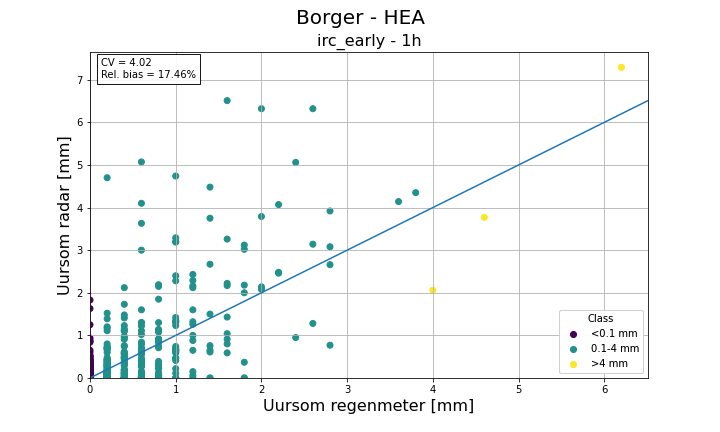 Borger - HEA
irc_early - 1h
CV = 4.02
Rel. bias = 17.46%
Uursom radar [mm]
7
6
5
4
3
2
1
0
0 1 2 3 4 5 6
Uursom regenmeter [mm]
Class
<0.1 mm
0.1-4 mm
>4 mm